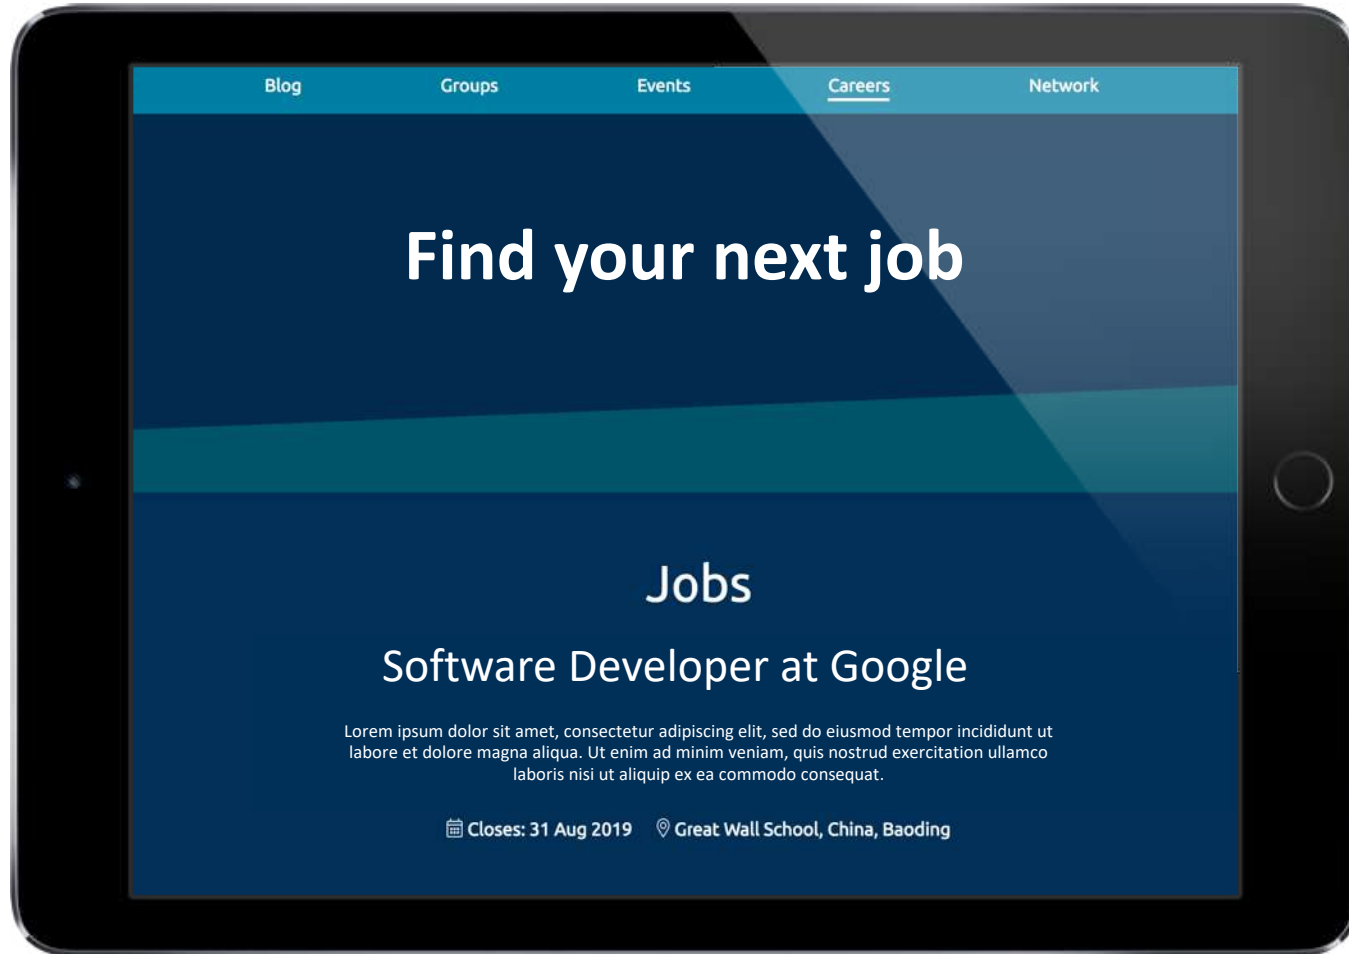 Blog Groups Events Careers Network
Find your next job
Jobs
Software Developer at Google
Lorem ipsum dolor sit amet, consectetur adipiscing elit, sed do eiusmod tempor incididunt ut
labore et dolore magna aliqua. Ut enim ad minim veniam, quis nostrud exercitation ullamco
laboris nisi ut aliquip ex ea commodo consequat.
Closes: 31 Aug 2019 Great Wall School, China, Baoding